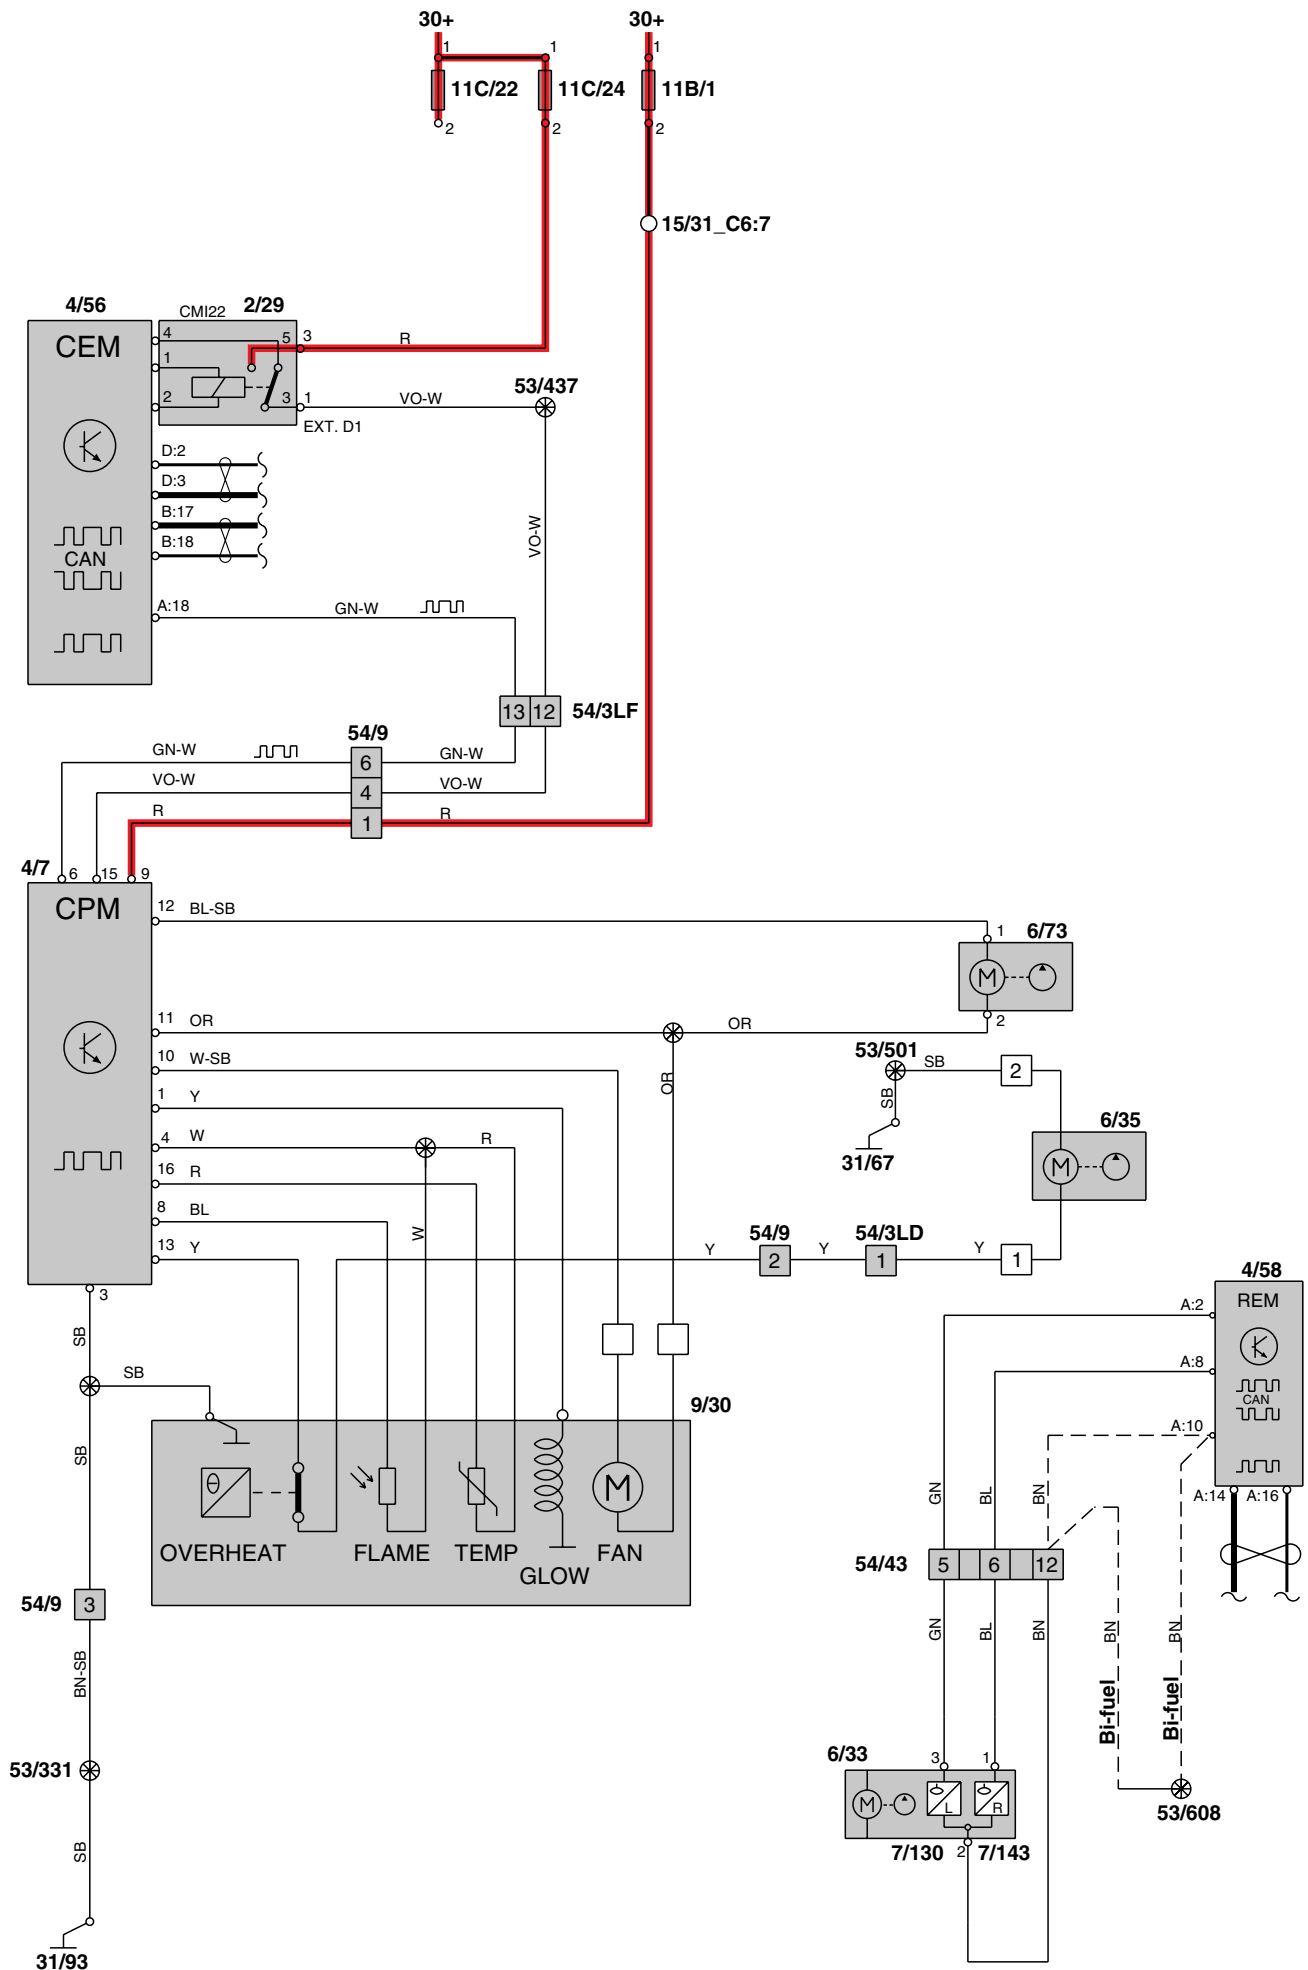 30+
30+
1
1
1
11C/22
11C/24
11B/1
2
2
2
15/31_C6:7
4/56
CMI22
2/29
CEM
4
5
3
R
1
2
3
1
VO-W
53/437
EXT. D1
D:2
D:3
B:17
B:18
CAN
VO-W
A:18
GN-W
13
12
54/3LF
54/9
GN-W
6
GN-W
VO-W
4
VO-W
R
1
R
4/7
6
15
9
CPM
12
BL-SB
1
6/73
M
2
11
OR
OR
10
W-SB
OR
53/501
SB
2
1
Y
SB
6/35
4
W
R
31/67
M
16
R
8
BL
W
13
Y
Y
54/9
2
Y
54/3LD
1
Y
1
3
4/58
SB
A:2
REM
SB
A:8
CAN
9/30
A:10
SB
M
GN
BL
BN
A:14
A:16
OVERHEAT
FLAME
TEMP
GLOW
FAN
54/43
5
6
12
54/9
3
GN
BL
BN
BN
BN
BN-SB
Bi-fuel
Bi-fuel
53/331
6/33
3
1
M
L
R
53/608
7/130
2
7/143
SB
31/93